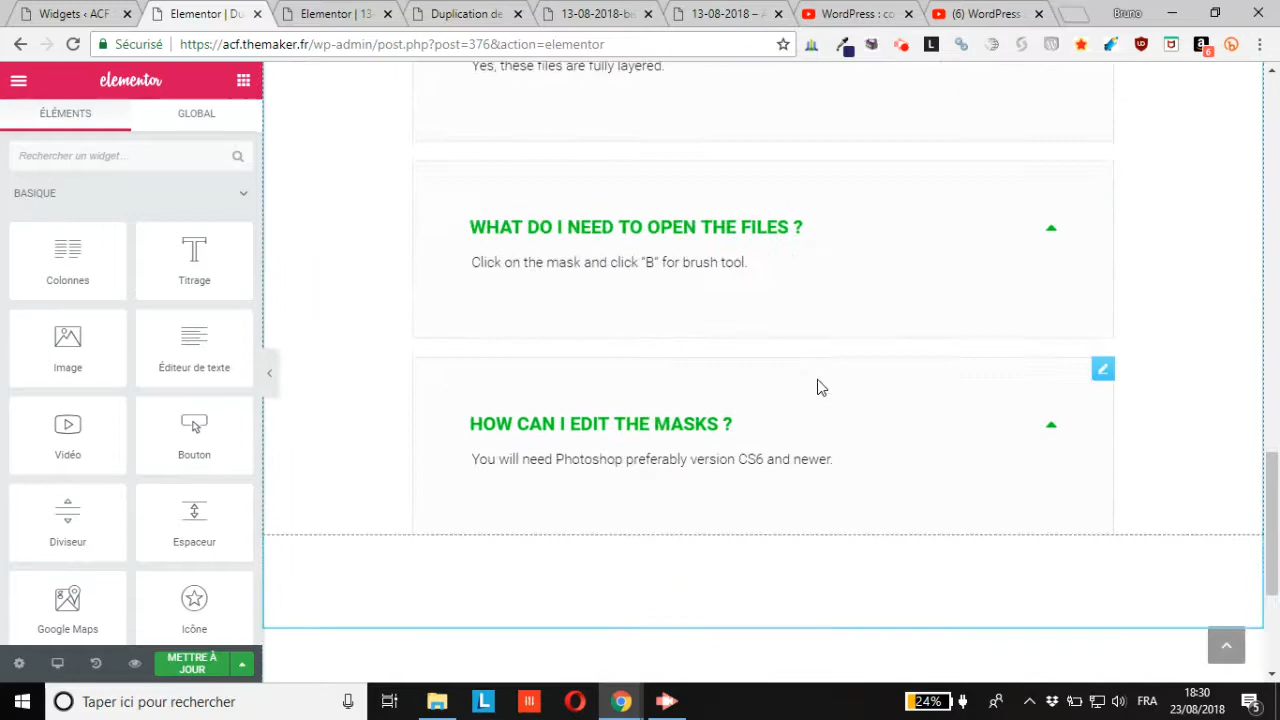 Widgets ‹ ACF
Elementor | Du
Elementor | 13
Duplication de
13-08-2018-be
13-08-2018 – A
WordPress : co
(6) WordPress
Bruno
Sécurisé
https://acf.themaker.fr/wp-admin/post.php?post=376&action=elementor
6
elementor
ÉLÉMENTS
GLOBAL
Rechercher un widget...
BASIQUE
Colonnes
Titrage
Image
Éditeur de texte
Vidéo
Bouton
Diviseur
Espaceur
Google Maps
Icône
METTRE À
JOUR
Yes, these files are fully layered.
WHAT DO I NEED TO OPEN THE FILES ?
Click on the mask and click “B” for brush tool.
HOW CAN I EDIT THE MASKS ?
You will need Photoshop preferably version CS6 and newer.
Taper ici pour rechercher
24%
FRA
18:30
23/08/2018
5